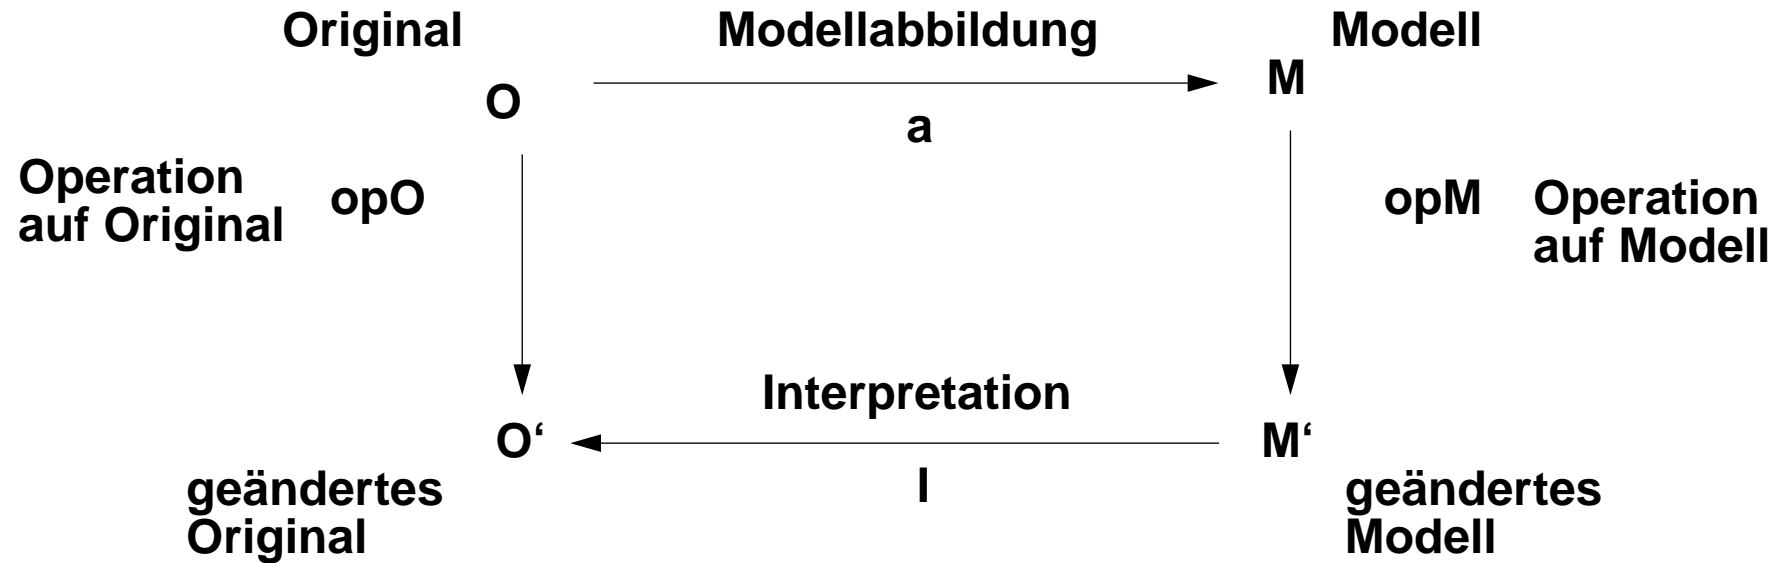 Original Modellabbildung Modell
O M
a
Operation
auf Original
opO
opM
Operation
auf Modell
Interpretation
O‘ M‘
I
geändertes
Original
geändertes
Modell